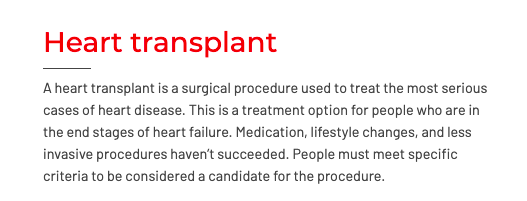 Heart transplant
A heart transplant is a surgical procedure used to treat the most serious
cases of heart disease. This is a treatment option for people who are in
the end stages of heart failure. Medication, lifestyle changes, and less
invasive procedures haven’t succeeded. People must meet specific
criteria to be considered a candidate for the procedure.